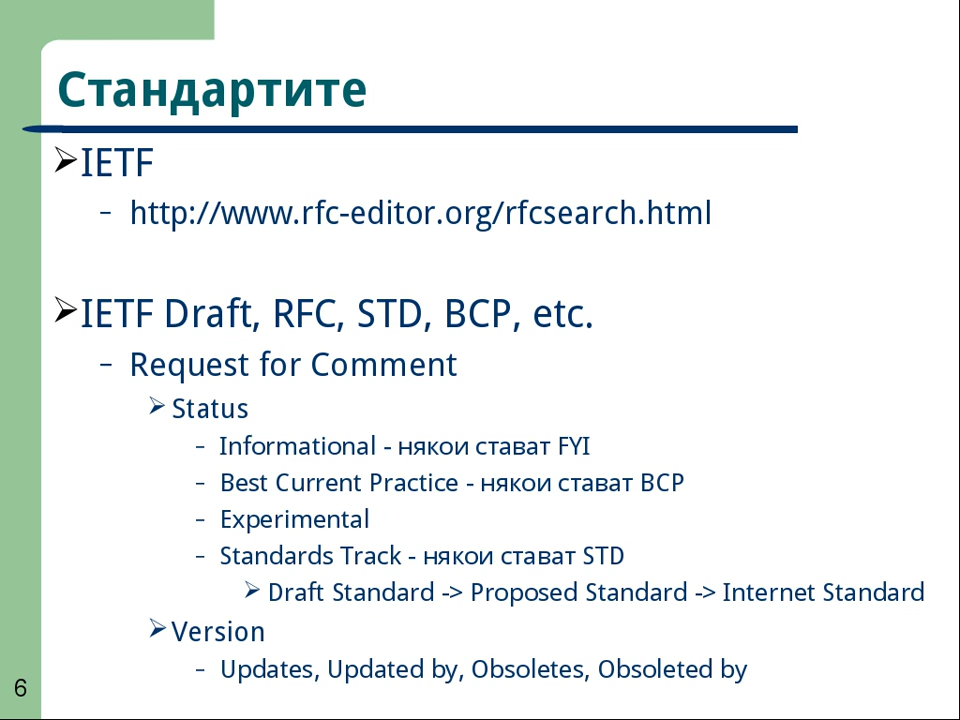 Стандартите
IETF
– http://www.rfc-editor.org/rfcsearch.html
IETF Draft, RFC, STD, BCP, etc.
– Request for Comment
Status
– Informational - някои стават FYI
– Best Current Practice - някои стават BCP
– Experimental
– Standards Track - някои стават STD
Draft Standard -> Proposed Standard -> Internet Standard
Version
– Updates, Updated by, Obsoletes, Obsoleted by
6